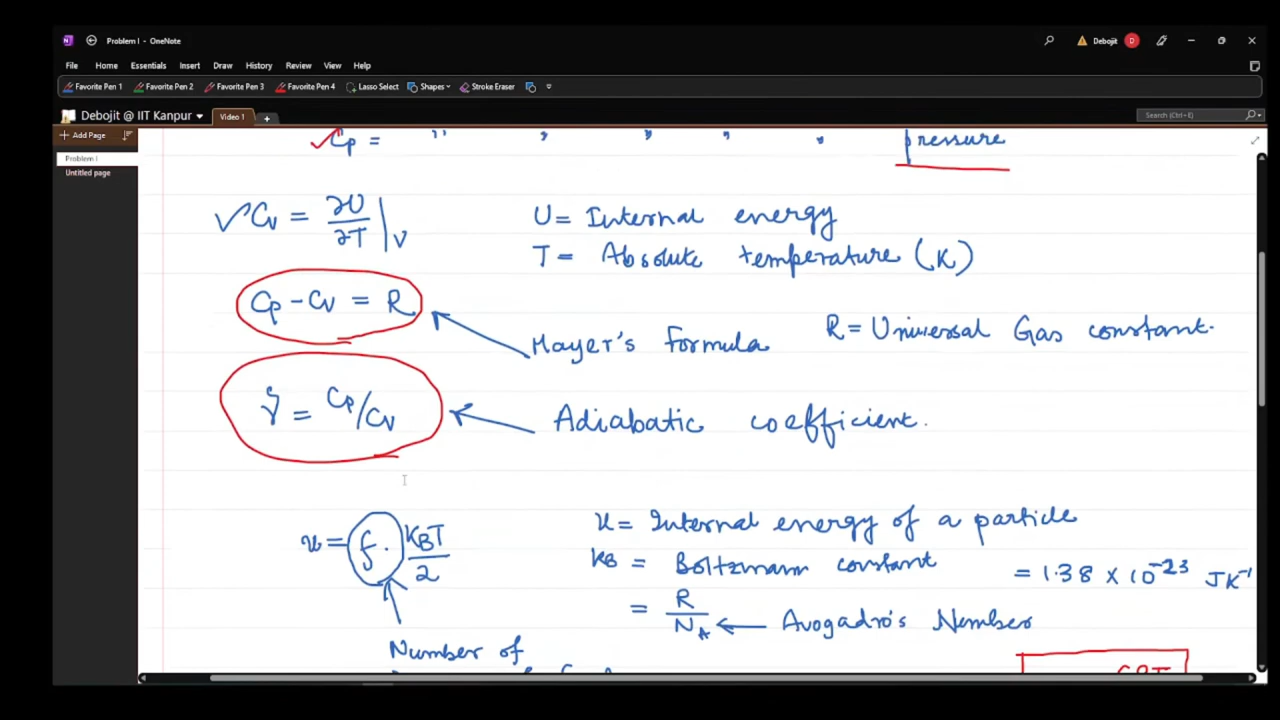 Problem I - OneNote
Debojit D
File Home Essentials Insert Draw History Review View Help
Favorite Pen 1 Favorite Pen 2 Favorite Pen 3 Favorite Pen 4 Lasso Select Shapes Stroke Eraser
Debojit @ IIT Kanpur Video 1 + Search (Ctrl+E)
+ Add Page
Problem I
Untitled page
Cp = " " " " " pressure
Cv = ∂U/∂T |v U = Internal energy
T = Absolute temperature (K)
Cp - Cv = R
Mayer's formula R = Universal Gas constant.
γ = Cp/Cv Adiabatic coefficient.
u = f. KBT/2 u = Internal energy of a particle
KB = Boltzmann constant = 1.38 × 10^-23 JK^-1
= R/NA ← Avogadro's Number
Number of